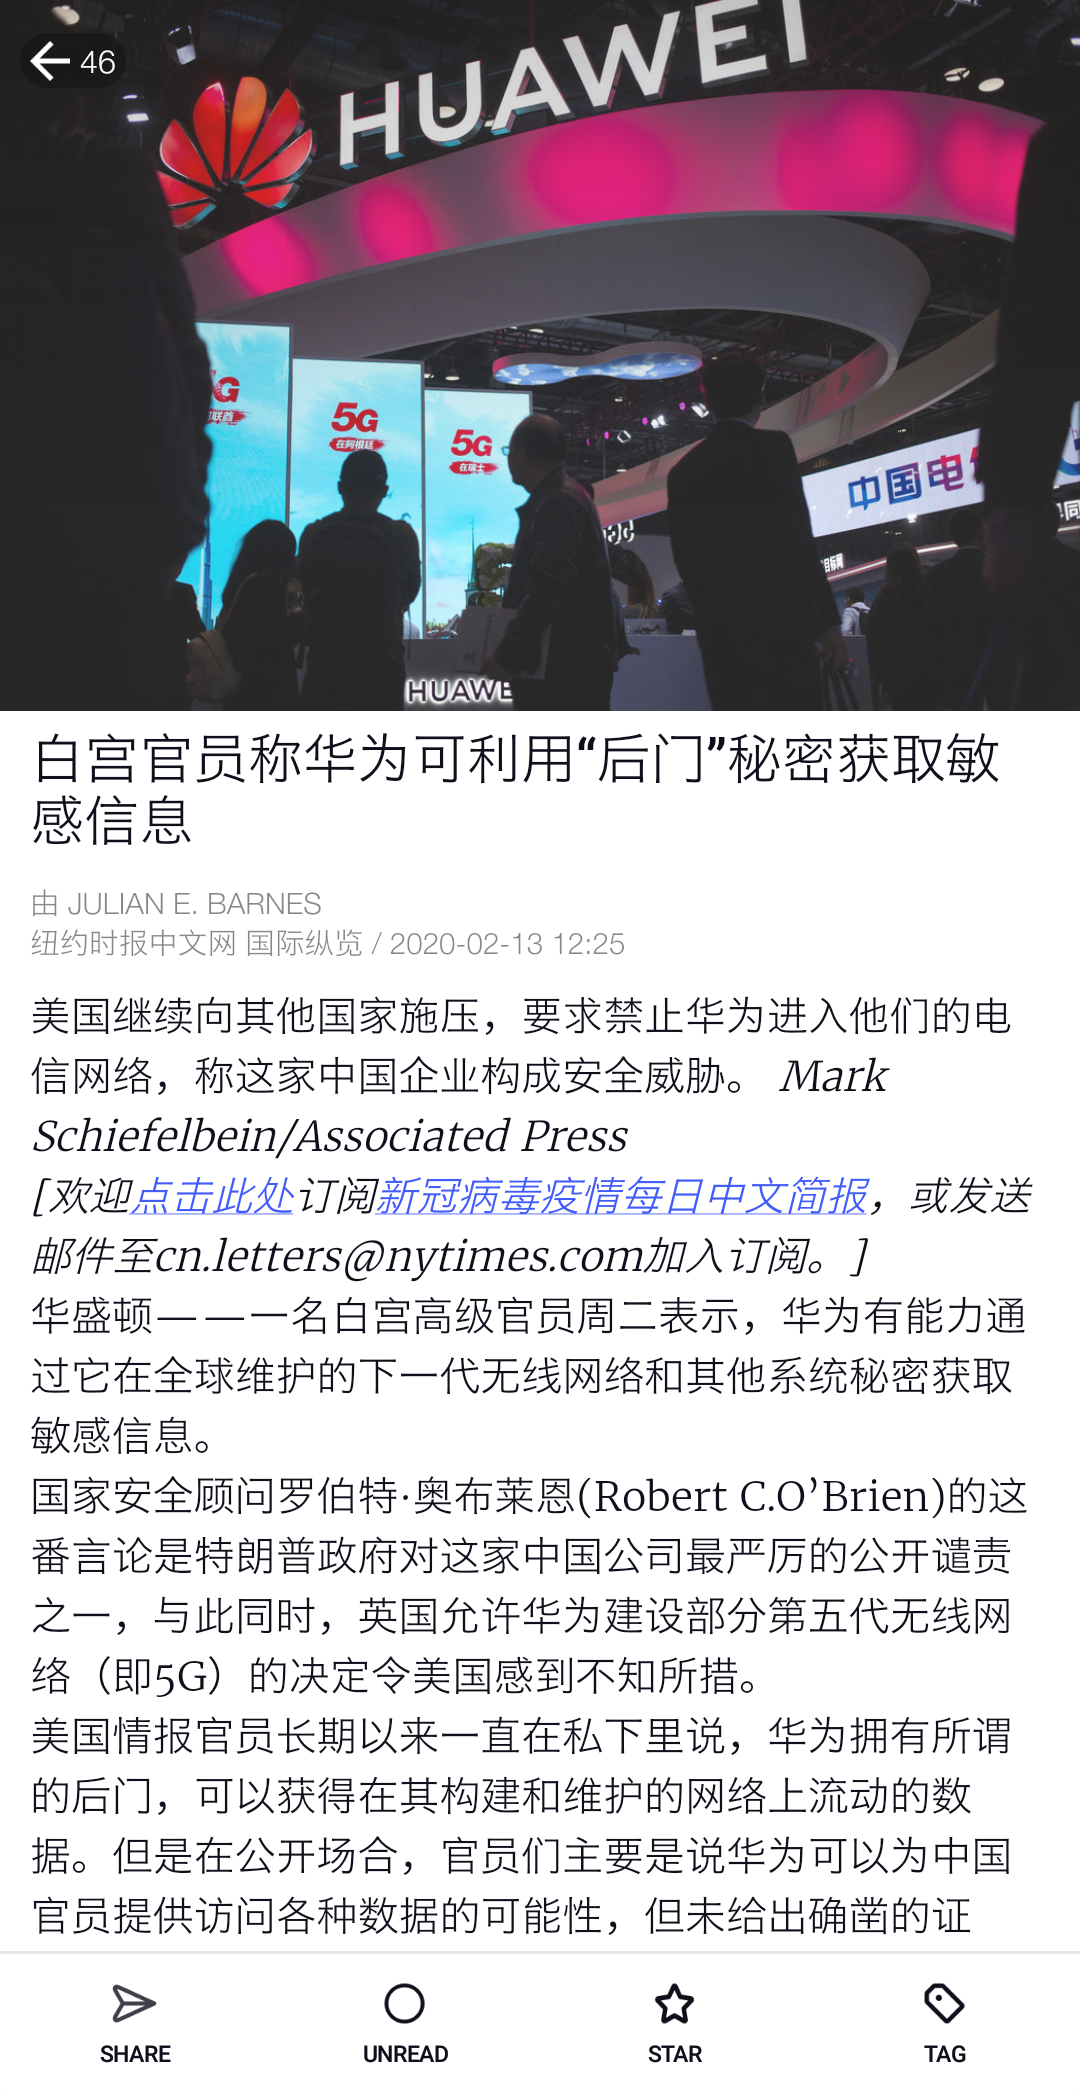 46
HUAWEI
5G
5G
在阿根廷
5G
在瑞士
中国电
HUAWE
白宫官员称华为可利用“后门”秘密获取敏
感信息
由 JULIAN E. BARNES
纽约时报中文网 国际纵览 / 2020-02-13 12:25
美国继续向其他国家施压，要求禁止华为进入他们的电
信网络，称这家中国企业构成安全威胁。 Mark
Schiefelbein/Associated Press
[欢迎点击此处订阅新冠病毒疫情每日中文简报，或发送
邮件至cn.letters@nytimes.com加入订阅。]
华盛顿——一名白宫高级官员周二表示，华为有能力通
过它在全球维护的下一代无线网络和其他系统秘密获取
敏感信息。
国家安全顾问罗伯特·奥布莱恩(Robert C.O’Brien)的这
番言论是特朗普政府对这家中国公司最严厉的公开谴责
之一，与此同时，英国允许华为建设部分第五代无线网
络（即5G）的决定令美国感到不知所措。
美国情报官员长期以来一直在私下里说，华为拥有所谓
的后门，可以获得在其构建和维护的网络上流动的数
据。但是在公开场合，官员们主要是说华为可以为中国
官员提供访问各种数据的可能性，但未给出确凿的证
SHARE
UNREAD
STAR
TAG